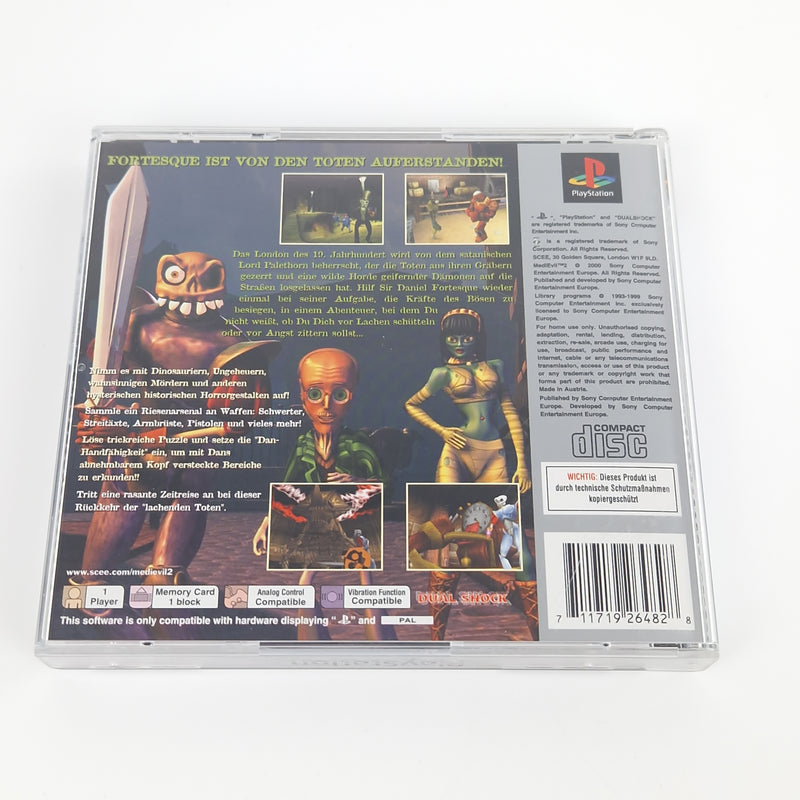 FORTESQUE IST VON DEN TOTEN AUFERSTANDEN!
Das London des 19. Jahrhundert wird von dem satanischen
Lord Palethorn beherrscht, der die Toten aus ihren Gräbern
gezerrt und eine wilde Horde geifernder Dämonen auf die
Straßen losgelassen hat. Hilf Sir Daniel Fortesque wieder
einmal bei seiner Aufgabe, die Kräfte des Bösen zu
besiegen, in einem Abenteuer, bei dem Du
nicht weißt, ob Du Dich vor Lachen schütteln
oder vor Angst zittern sollst...
Nimm es mit Dinosauriern, Ungeheuern,
wahnsinnigen Mördern und anderen
hysterischen historischen Horrorgestalten auf!
Sammle ein Riesenarsenal an Waffen: Schwerter,
Streitäxte, Armbrüste, Pistolen und vieles mehr!
Löse trickreiche Puzzle und setze die "Dan-
Handfähigkeit" ein, um mit Dans
abnehmbarem Kopf versteckte Bereiche
zu erkunden!!
Tritt eine rasante Zeitreise an bei dieser
Rückkehr der "lachenden Toten".
www.scee.com/medievil2
1 Player
Memory Card 1 block
Analog Control Compatible
Vibration Function Compatible
DUAL SHOCK
This software is only compatible with hardware displaying " " and PAL
PlayStation
" ", "PlayStation" and "DUALSHOCK"
are registered trademarks of Sony Computer
Entertainment Inc.
is a registered trademark of Sony
Corporation. All Rights Reserved.
SCEE, 30 Golden Square, London W1F 9LD.
MediEvil™2 © 2000 Sony Computer
Entertainment Europe. All Rights Reserved.
Published and developed by Sony Computer
Entertainment Europe.
Library programs © 1993-1999 Sony
Computer Entertainment Inc. exclusively
licensed to Sony Computer Entertainment
Europe.
For home use only. Unauthorised copying,
adaptation, rental, lending, distribution,
extraction, re-sale, arcade use, charging for
use, broadcast, public performance and
internet, cable or any telecommunications
transmission, access or use of this product
or any trademark or copyright work that
forms part of this product are prohibited.
Made in Austria.
Published by Sony Computer Entertainment
Europe. Developed by Sony Computer
Entertainment Europe.
COMPACT
disc
WICHTIG: Dieses Produkt ist
durch technische Schutzmaßnahmen
kopiergeschützt
7 11719 26482 8
PlayStation